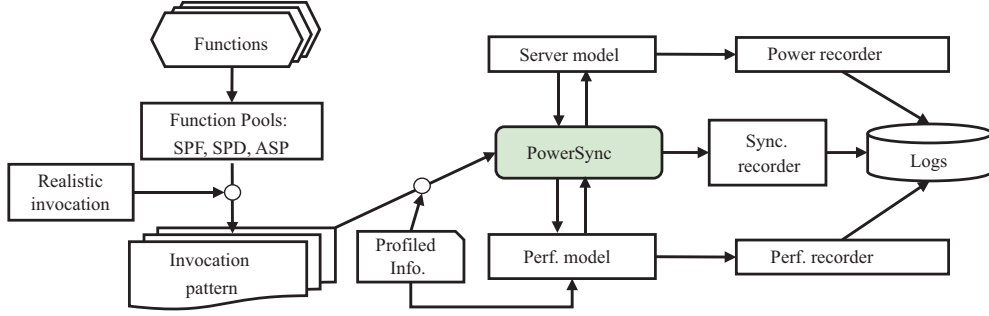 Functions
Server model
Power recorder
Function Pools:
SPF, SPD, ASP
PowerSync
Sync.
recorder
Logs
Realistic
invocation
Invocation
pattern
Profiled
Info.
Perf. model
Perf. recorder